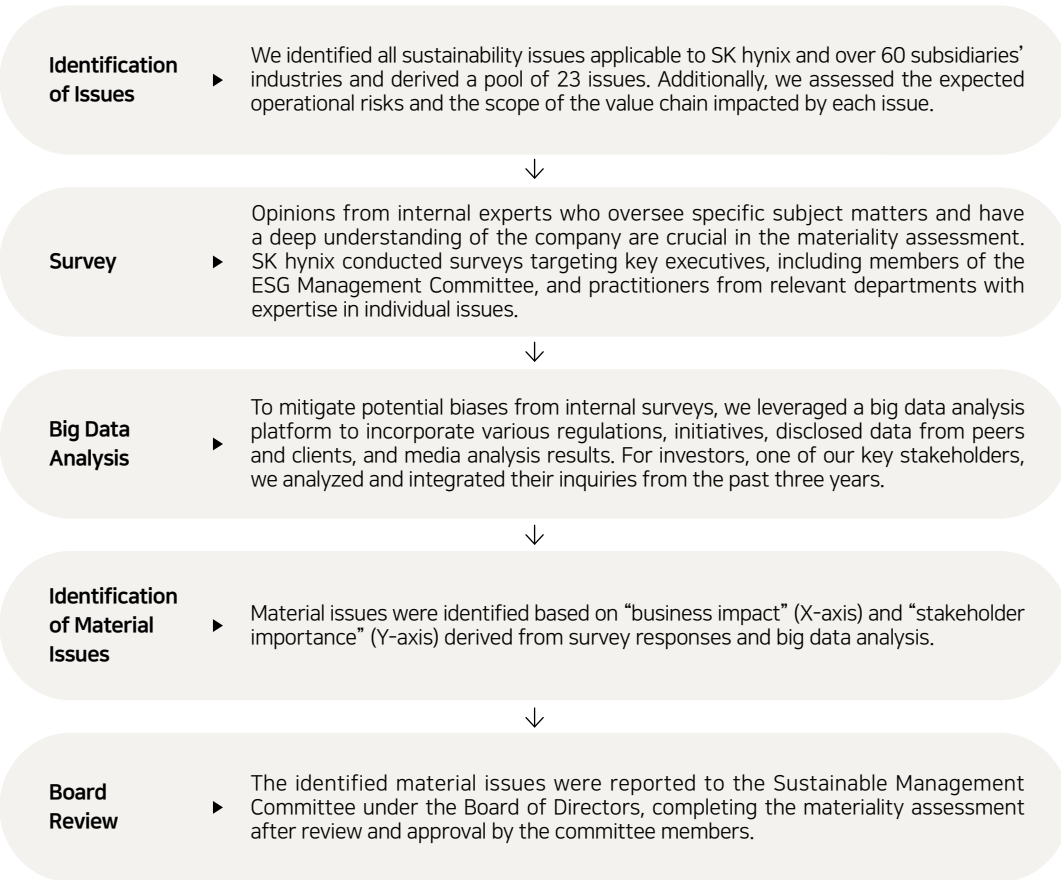 Identification
of Issues
We identified all sustainability issues applicable to SK hynix and over 60 subsidiaries’
industries and derived a pool of 23 issues. Additionally, we assessed the expected
operational risks and the scope of the value chain impacted by each issue.
Survey
Opinions from internal experts who oversee specific subject matters and have
a deep understanding of the company are crucial in the materiality assessment.
SK hynix conducted surveys targeting key executives, including members of the
ESG Management Committee, and practitioners from relevant departments with
expertise in individual issues.
Big Data
Analysis
To mitigate potential biases from internal surveys, we leveraged a big data analysis
platform to incorporate various regulations, initiatives, disclosed data from peers
and clients, and media analysis results. For investors, one of our key stakeholders,
we analyzed and integrated their inquiries from the past three years.
Identification
of Material
Issues
Material issues were identified based on “business impact” (X-axis) and “stakeholder
importance” (Y-axis) derived from survey responses and big data analysis.
Board
Review
The identified material issues were reported to the Sustainable Management
Committee under the Board of Directors, completing the materiality assessment
after review and approval by the committee members.